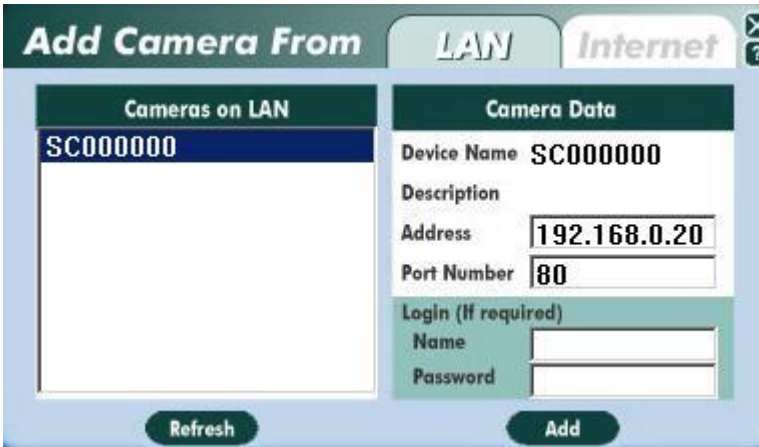 Add Camera From LAN Internet X
?
Cameras on LAN
SC000000
Refresh
Camera Data
Device Name SC000000
Description
Address 192.168.0.20
Port Number 80
Login (If required)
Name
Password
Add